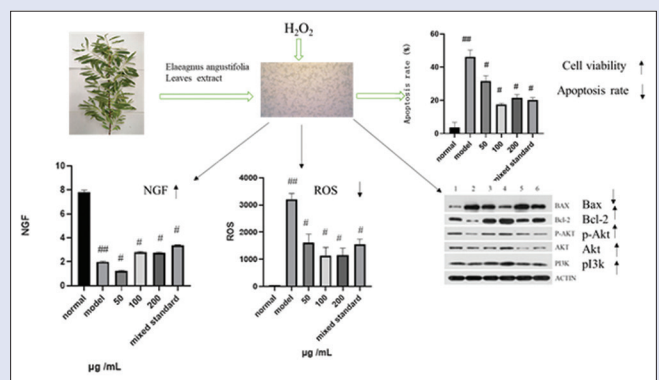 H₂O₂
Elaeagnus angustifolia
Leaves extract
Apoptosis rate (%)
60
40
20
0
##
#
#
#
#
normal
model
50
100
200
mixed standard
Cell viability ↑
Apoptosis rate ↓
NGF
10
8
6
4
2
0
NGF ↑
##
#
#
#
#
normal
model
50
100
200
mixed standard
µg /mL
ROS
4000
3000
2000
1000
0
ROS ↓
##
#
#
#
#
normal
model
50
100
200
mixed standard
µg /mL
1 2 3 4 5 6
BAX
Bcl-2
P-AKT
AKT
PI3K
ACTIN
Bax ↓
Bcl-2 ↑
p-Akt ↑
Akt ↑
pI3k ↑